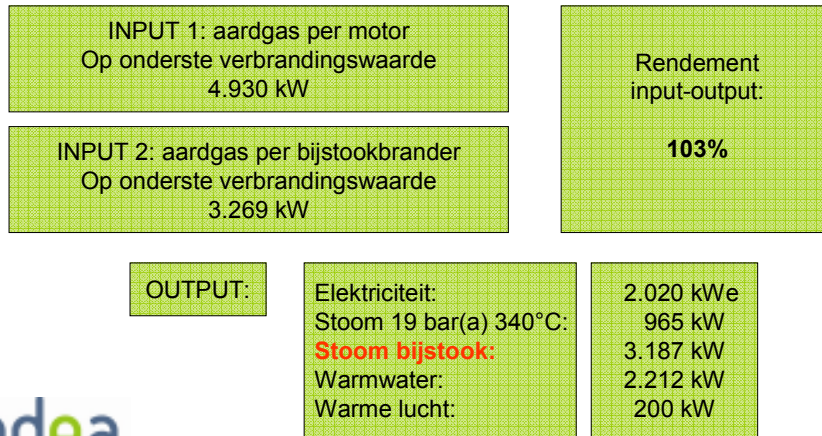 INPUT 1: aardgas per motor
Op onderste verbrandingswaarde
4.930 kW
Rendement
input-output:
103%
INPUT 2: aardgas per bijstookbrander
Op onderste verbrandingswaarde
3.269 kW
OUTPUT:
Elektriciteit: 2.020 kWe
Stoom 19 bar(a) 340°C: 965 kW
Stoom bijstook: 3.187 kW
Warmwater: 2.212 kW
Warme lucht: 200 kW